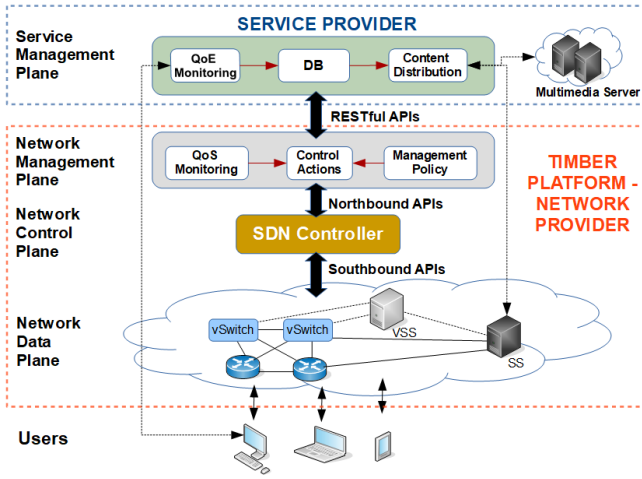 SERVICE PROVIDER
Service
Management
Plane
QoE
Monitoring
DB
Content
Distribution
Multimedia Server
RESTful APIs
Network
Management
Plane
QoS
Monitoring
Control
Actions
Management
Policy
TIMBER
PLATFORM -
NETWORK
PROVIDER
Northbound APIs
Network
Control
Plane
SDN Controller
Southbound APIs
Network
Data
Plane
vSwitch
vSwitch
VSS
SS
Users